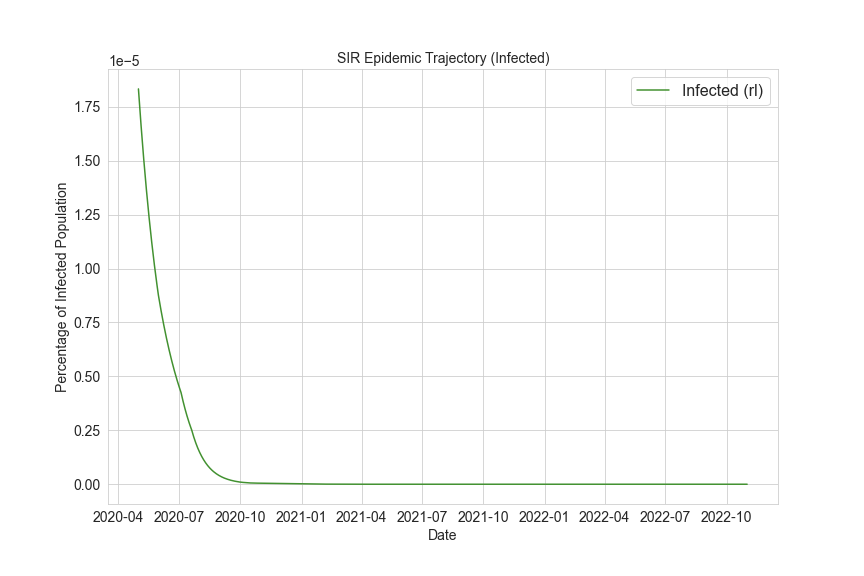 SIR Epidemic Trajectory (Infected)
1e−5
Infected (rI)
1.75
1.50
1.25
1.00
0.75
0.50
0.25
0.00
Percentage of Infected Population
2020-04 2020-07 2020-10 2021-01 2021-04 2021-07 2021-10 2022-01 2022-04 2022-07 2022-10
Date